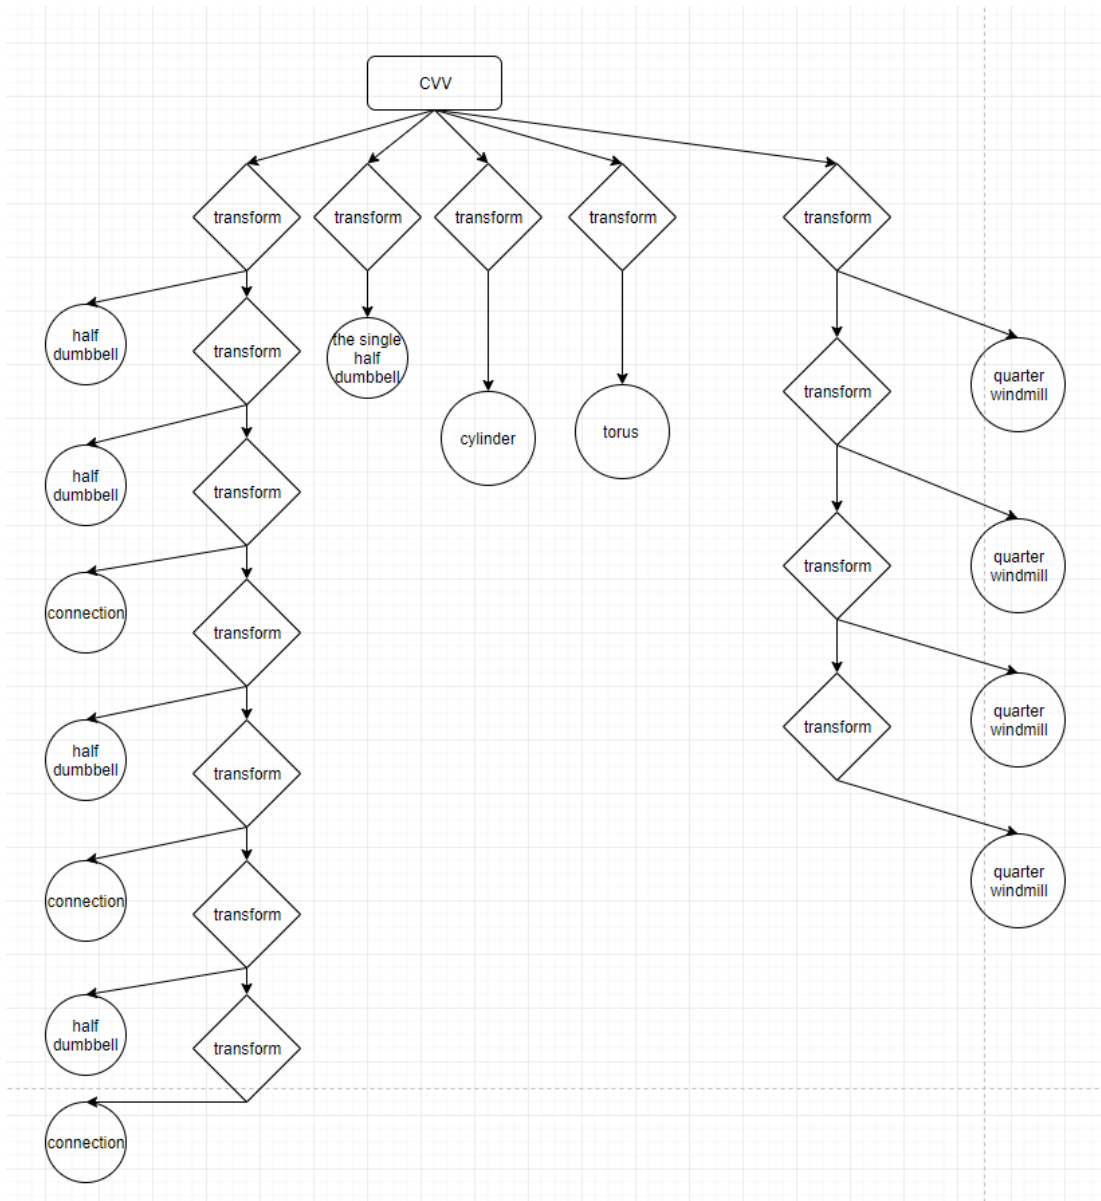 CVV
transform
transform
transform
transform
transform
half
dumbbell
transform
the single
half
dumbbell
cylinder
torus
transform
quarter
windmill
half
dumbbell
transform
transform
quarter
windmill
connection
transform
transform
quarter
windmill
half
dumbbell
transform
connection
transform
quarter
windmill
half
dumbbell
transform
connection